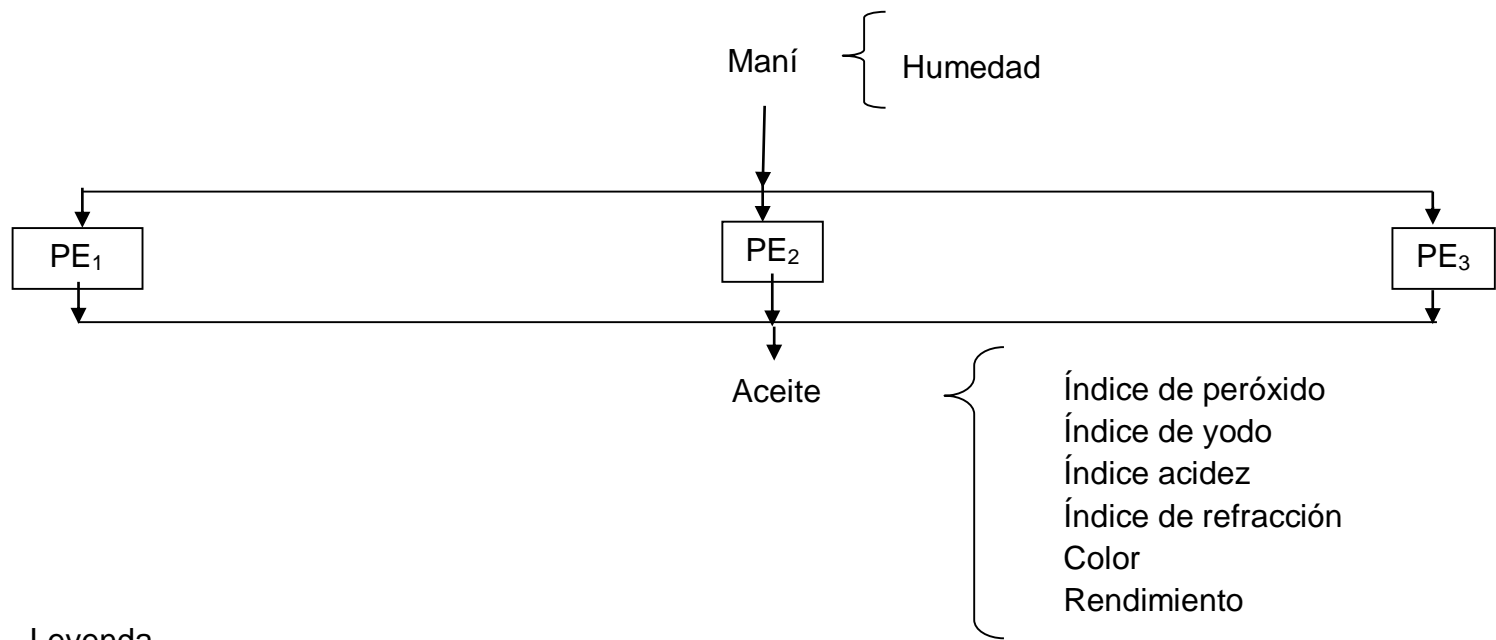 Maní
Humedad
PE₁
PE₂
PE₃
Aceite
Índice de peróxido
Índice de yodo
Índice acidez
Índice de refracción
Color
Rendimiento
Leyenda